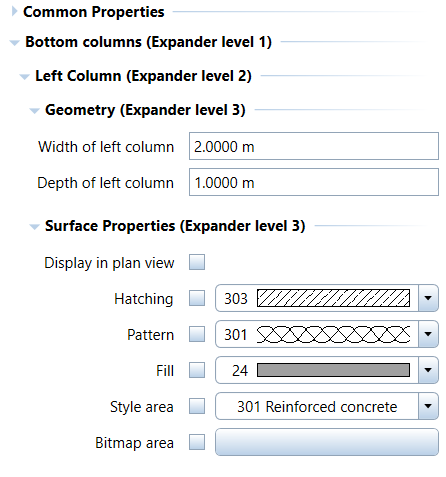 Common Properties
Bottom columns (Expander level 1)
Left Column (Expander level 2)
Geometry (Expander level 3)
Width of left column 2.0000 m
Depth of left column 1.0000 m
Surface Properties (Expander level 3)
Display in plan view
Hatching 303
Pattern 301
Fill 24
Style area 301 Reinforced concrete
Bitmap area